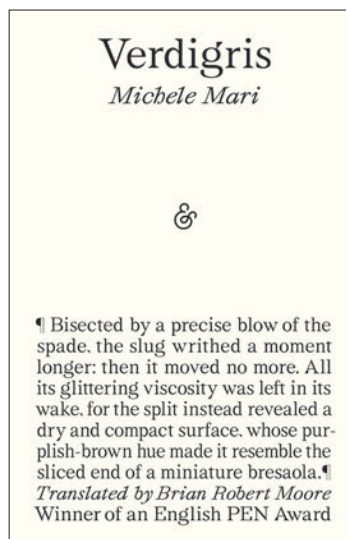 Verdigris
Michele Mari
&
¶ Bisected by a precise blow of the
spade, the slug writhed a moment
longer: then it moved no more. All
its glittering viscosity was left in its
wake, for the split instead revealed a
dry and compact surface, whose pur-
plish-brown hue made it resemble the
sliced end of a miniature bresaola.¶
Translated by Brian Robert Moore
Winner of an English PEN Award